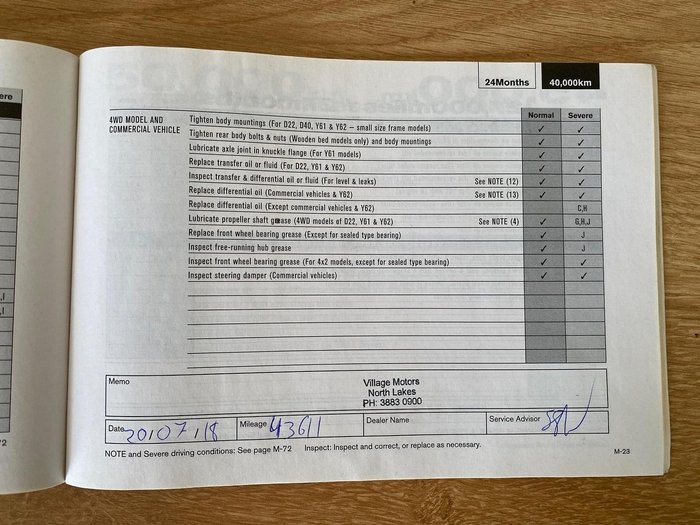 ere
24Months 40,000km
Normal Severe
4WD MODEL AND
COMMERCIAL VEHICLE
Tighten body mountings (For D22, D40, Y61 & Y62 – small size frame models) ✓ ✓
Tighten rear body bolts & nuts (Wooden bed models only) and body mountings ✓ ✓
Lubricate axle joint in knuckle flange (For Y61 models) ✓ ✓
Replace transfer oil or fluid (For D22, Y61 & Y62) ✓ ✓
Inspect transfer & differential oil or fluid (For level & leaks) See NOTE (12) ✓ ✓
Replace differential oil (Commercial vehicles & Y62) See NOTE (13) ✓ ✓
Replace differential oil (Except commercial vehicles & Y62) C,H
Lubricate propeller shaft grease (4WD models of D22, Y61 & Y62) See NOTE (4) ✓ G,H,J
Replace front wheel bearing grease (Except for sealed type bearing) ✓ J
Inspect free-running hub grease ✓ J
Inspect front wheel bearing grease (For 4x2 models, except for sealed type bearing) ✓ ✓
Inspect steering damper (Commercial vehicles) ✓ ✓
Memo
Village Motors
North Lakes
PH: 3883 0900
Date 20/07/18 Mileage 43611 Dealer Name Service Advisor
NOTE and Severe driving conditions: See page M-72 Inspect: Inspect and correct, or replace as necessary.
M-23